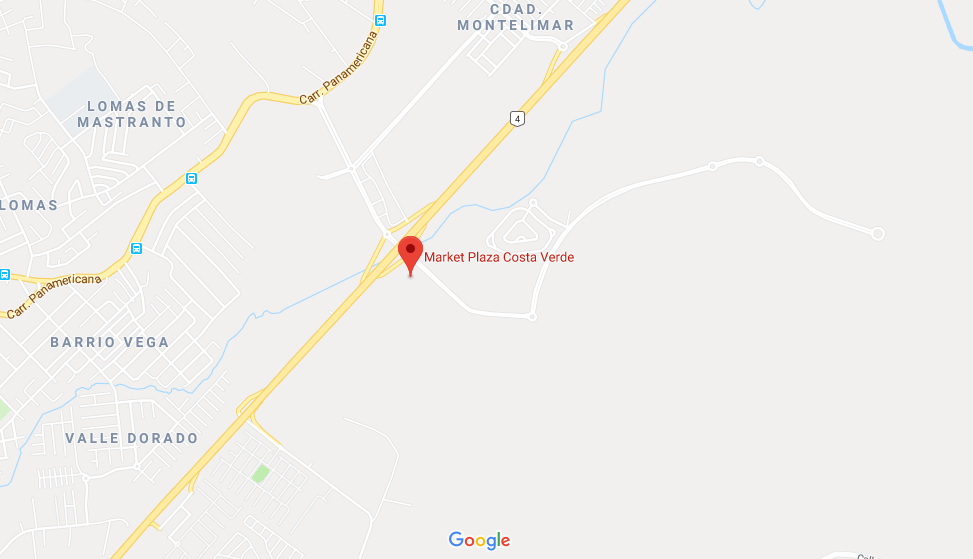 CDAD.
MONTELIMAR
Carr. Panamericana
LOMAS DE
MASTRANTO
4
LOMAS
Market Plaza Costa Verde
Carr. Panamericana
BARRIO VEGA
VALLE DORADO
Google